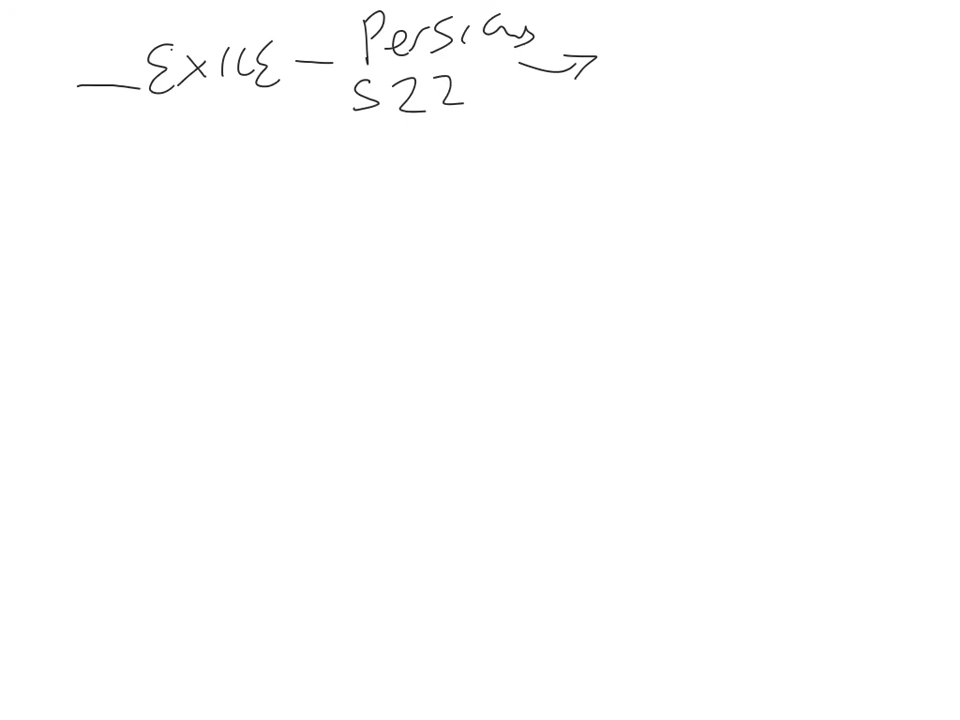 — EXILE — Persians →
522